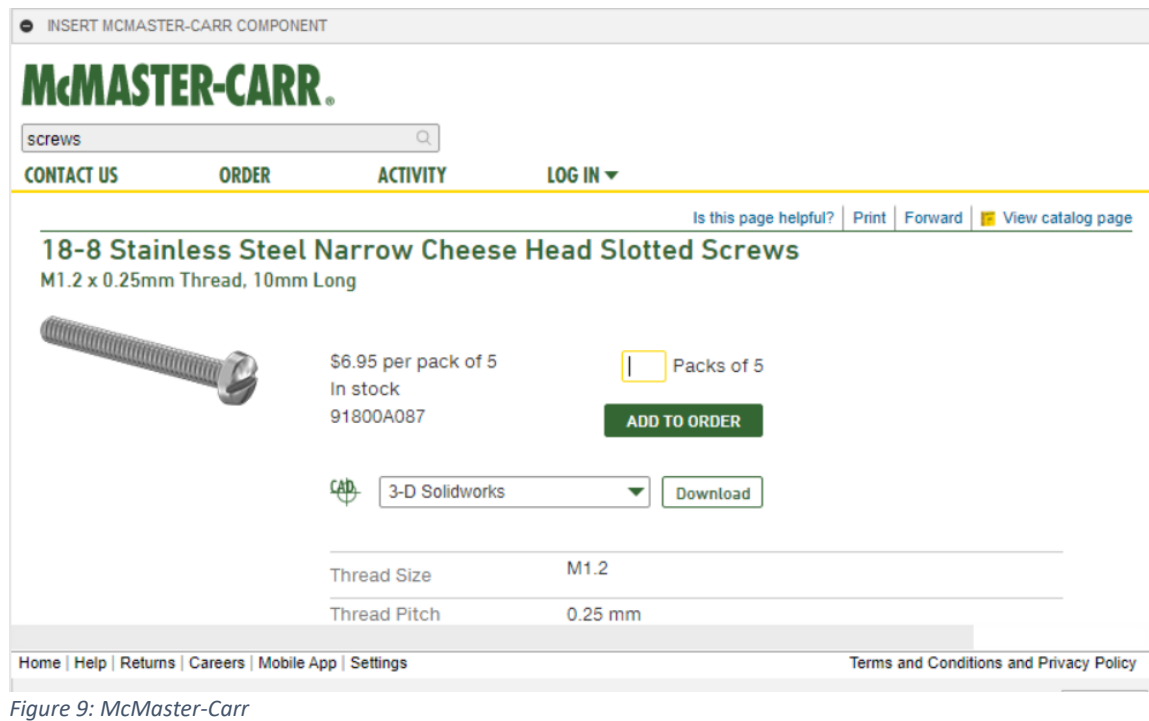 INSERT MCMASTER-CARR COMPONENT
McMASTER-CARR®
screws
CONTACT US ORDER ACTIVITY LOG IN
Is this page helpful? | Print | Forward | View catalog page
18-8 Stainless Steel Narrow Cheese Head Slotted Screws
M1.2 x 0.25mm Thread, 10mm Long
$6.95 per pack of 5 Packs of 5
In stock
91800A087 ADD TO ORDER
CAD 3-D Solidworks Download
Thread Size M1.2
Thread Pitch 0.25 mm
Home | Help | Returns | Careers | Mobile App | Settings Terms and Conditions and Privacy Policy
Figure 9: McMaster-Carr